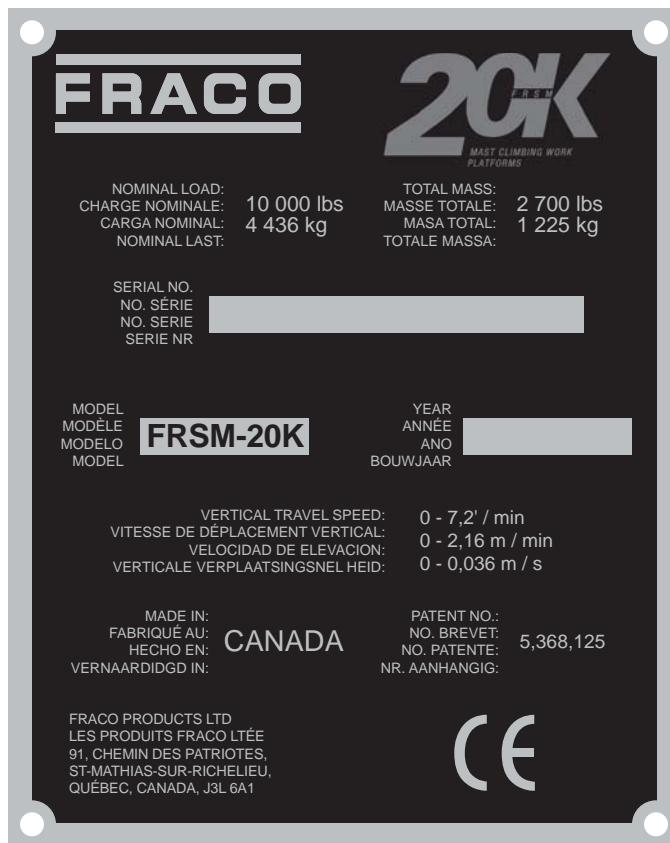 FRACO
20K
FRSM
MAST CLIMBING WORK
PLATFORMS
NOMINAL LOAD:
CHARGE NOMINALE:
CARGA NOMINAL:
NOMINAL LAST:
10 000 lbs
4 436 kg
TOTAL MASS:
MASSE TOTALE:
MASA TOTAL:
TOTALE MASSA:
2 700 lbs
1 225 kg
SERIAL NO.
NO. SÉRIE
NO. SERIE
SERIE NR
MODEL
MODÈLE
MODELO
MODEL
FRSM-20K
YEAR
ANNÉE
ANO
BOUWJAAR
VERTICAL TRAVEL SPEED:
VITESSE DE DÉPLACEMENT VERTICAL:
VELOCIDAD DE ELEVACION:
VERTICALE VERPLAATSINGSNEL HEID:
0 - 7,2' / min
0 - 2,16 m / min
0 - 0,036 m / s
MADE IN:
FABRIQUÉ AU:
HECHO EN:
VERNAARDIDGD IN:
CANADA
PATENT NO.:
NO. BREVET:
NO. PATENTE:
NR. AANHANGIG:
5,368,125
FRACO PRODUCTS LTD
LES PRODUITS FRACO LTÉE
91, CHEMIN DES PATRIOTES,
ST-MATHIAS-SUR-RICHELIEU,
QUÉBEC, CANADA, J3L 6A1
CE